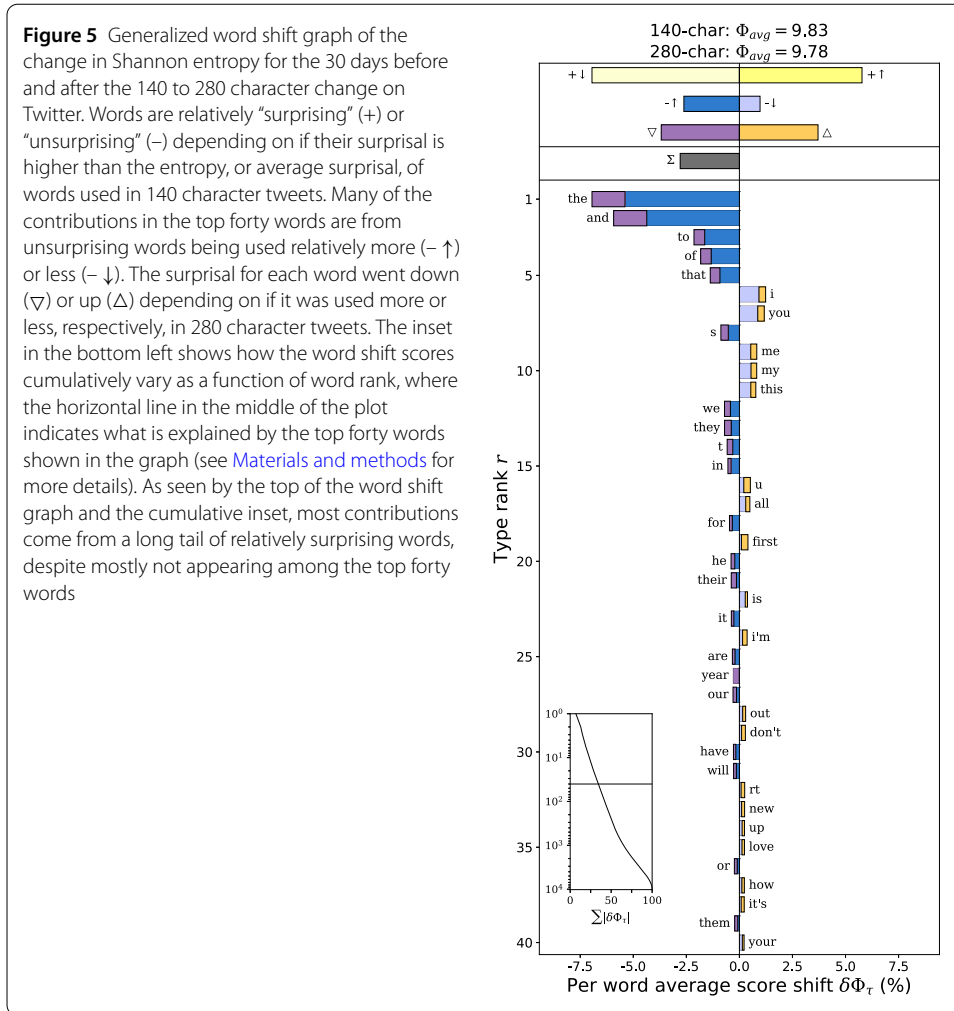 Figure 5 Generalized word shift graph of the
change in Shannon entropy for the 30 days before
and after the 140 to 280 character change on
Twitter. Words are relatively “surprising” (+) or
“unsurprising” (–) depending on if their surprisal is
higher than the entropy, or average surprisal, of
words used in 140 character tweets. Many of the
contributions in the top forty words are from
unsurprising words being used relatively more (– ↑)
or less (– ↓). The surprisal for each word went down
(▽) or up (△) depending on if it was used more or
less, respectively, in 280 character tweets. The inset
in the bottom left shows how the word shift scores
cumulatively vary as a function of word rank, where
the horizontal line in the middle of the plot
indicates what is explained by the top forty words
shown in the graph (see Materials and methods for
more details). As seen by the top of the word shift
graph and the cumulative inset, most contributions
come from a long tail of relatively surprising words,
despite mostly not appearing among the top forty
words
140-char: Φavg = 9.83
280-char: Φavg = 9.78
+↓ +↑
-↑ -↓
▽ △
Σ
1
the
and
to
of
5
that
i
you
s
me
10
my
this
we
they
t
15
in
u
all
for
first
20
he
their
is
it
i'm
25
are
year
our
out
don't
30
have
will
rt
new
up
35
love
or
how
it's
them
40
your
Type rank r
10⁰
10¹
10²
10³
10⁴
0 50 100
∑|δΦτ|
-7.5 -5.0 -2.5 0.0 2.5 5.0 7.5
Per word average score shift δΦτ (%)